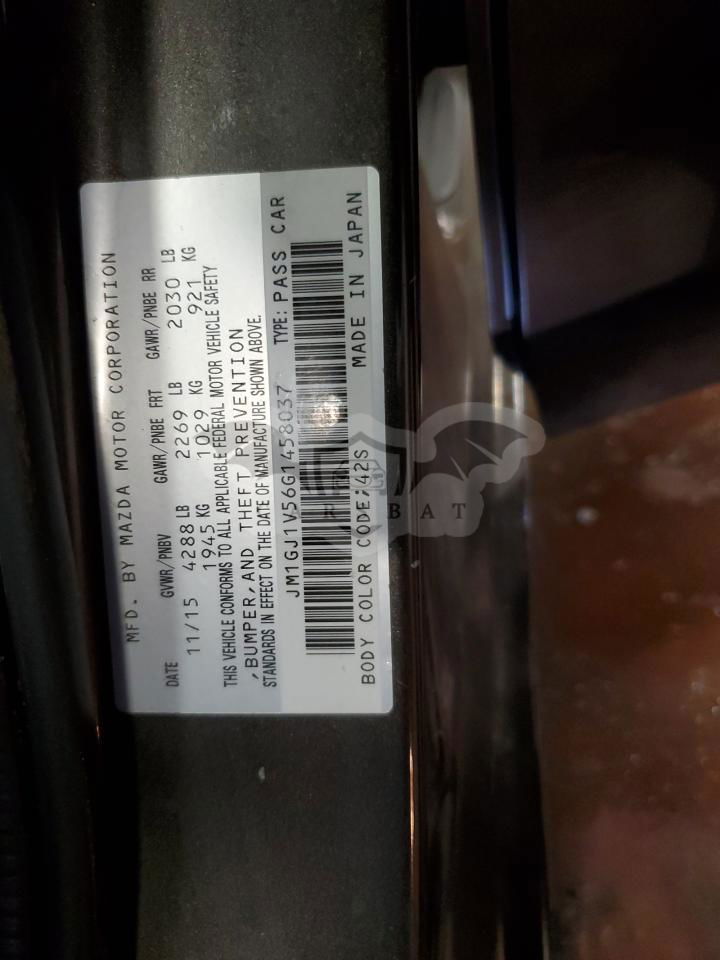 MFD. BY MAZDA MOTOR CORPORATION
DATE GVWR/PNBV GAWR/PNBE FRT GAWR/PNBE RR
11/15 4288 LB 2269 LB 2030 LB
1945 KG 1029 KG 921 KG
THIS VEHICLE CONFORMS TO ALL APPLICABLE FEDERAL MOTOR VEHICLE SAFETY
,BUMPER,AND THEFT PREVENTION
STANDARDS IN EFFECT ON THE DATE OF MANUFACTURE SHOWN ABOVE.
JM1GJ1V56G1458037 TYPE: PASS CAR
BODY COLOR CODE:42S MADE IN JAPAN